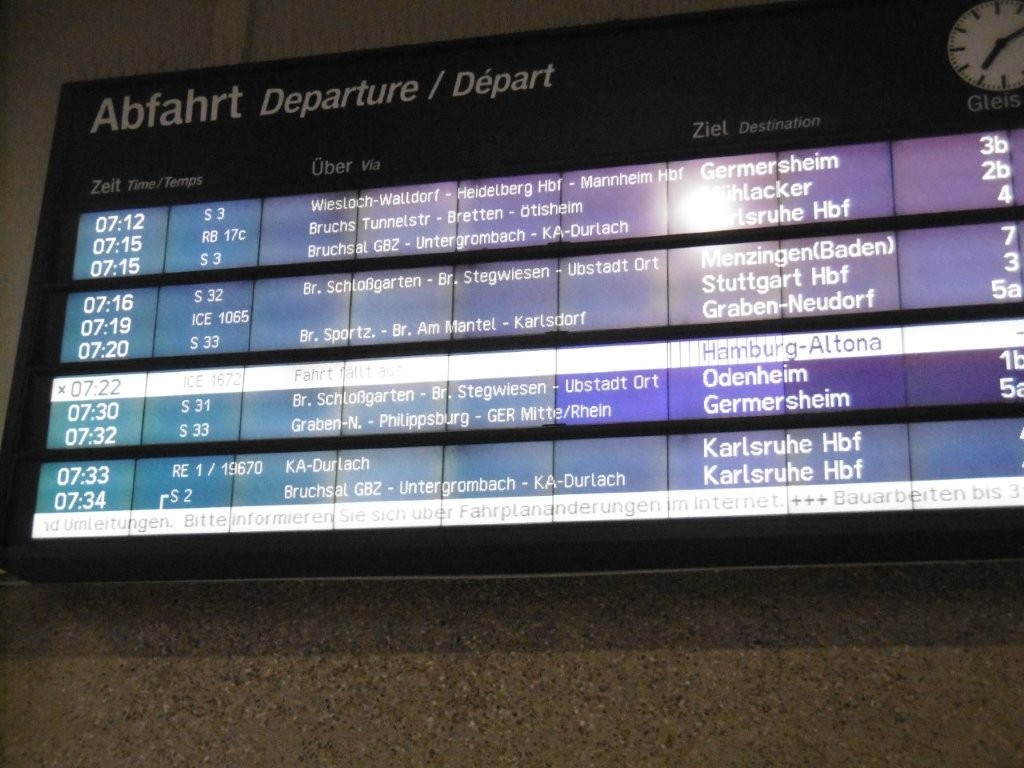 Abfahrt Departure / Départ
Gleis
Zeit Time/Temps Über Via Ziel Destination
07:12 S 3 Wiesloch-Walldorf - Heidelberg Hbf - Mannheim Hbf Germersheim 3b
07:15 RB 17c Bruchs Tunnelstr - Bretten - Ötisheim Mühlacker 2b
07:15 S 3 Bruchsal GBZ - Untergrombach - KA-Durlach Karlsruhe Hbf 4
07:16 S 32 Br. Schloßgarten - Br. Stegwiesen - Ubstadt Ort Menzingen(Baden) 7
07:19 ICE 1065 Stuttgart Hbf 3
07:20 S 33 Br. Sportz. - Br. Am Mantel - Karlsdorf Graben-Neudorf 5a
× 07:22 ICE 1672 Fahrt fällt aus Hamburg-Altona
07:30 S 31 Br. Schloßgarten - Br. Stegwiesen - Ubstadt Ort Odenheim 1b
07:32 S 33 Graben-N. - Philippsburg - GER Mitte/Rhein Germersheim 5a
07:33 RE 1 / 19670 KA-Durlach Karlsruhe Hbf
07:34 S 2 Bruchsal GBZ - Untergrombach - KA-Durlach Karlsruhe Hbf
nd Umleitungen. Bitte informieren Sie sich über Fahrplanänderungen im Internet. +++ Bauarbeiten bis 3